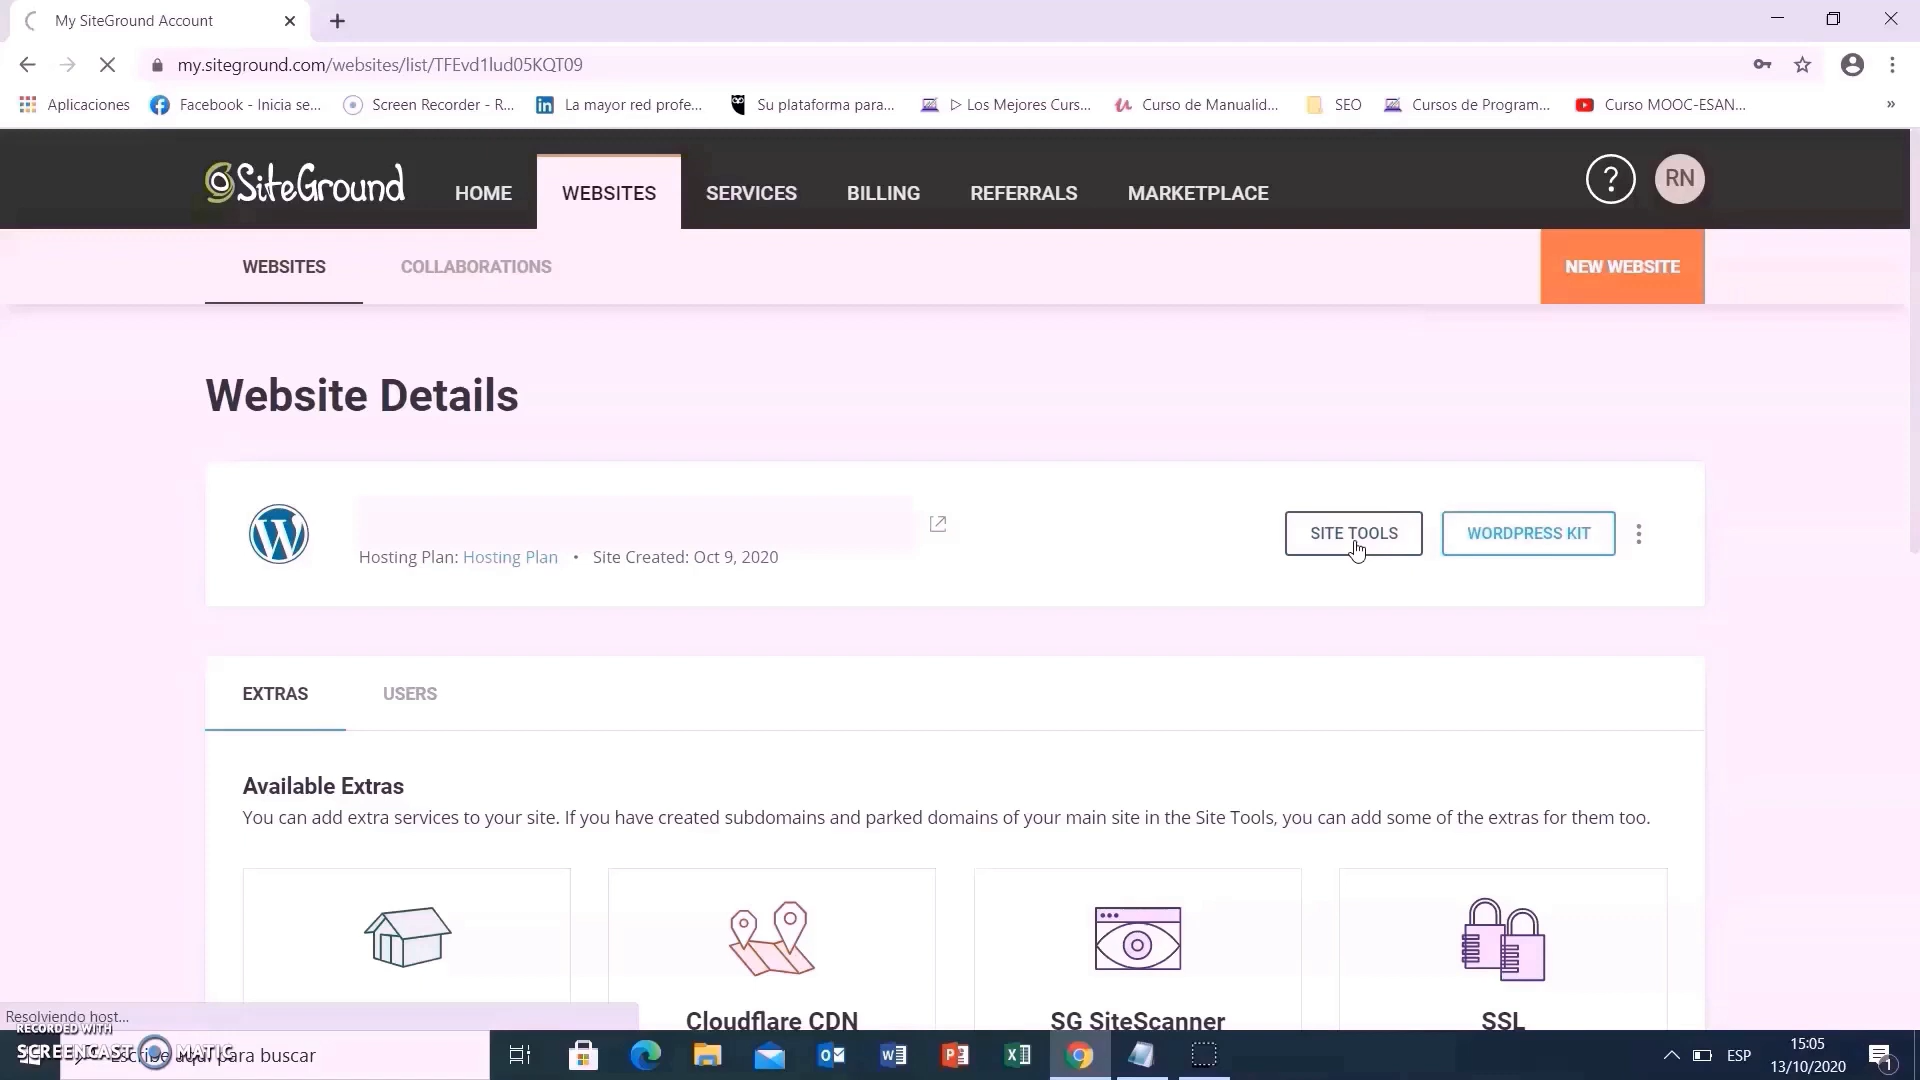 My SiteGround Account
my.siteground.com/websites/list/TFEvd1lud05KQT09
Aplicaciones
Facebook - Inicia se...
Screen Recorder - R...
La mayor red profe...
Su plataforma para...
▷ Los Mejores Curs...
Curso de Manualid...
SEO
Cursos de Program...
Curso MOOC-ESAN...
»
SiteGround
HOME
WEBSITES
SERVICES
BILLING
REFERRALS
MARKETPLACE
?
RN
WEBSITES
COLLABORATIONS
NEW WEBSITE
Website Details
Hosting Plan: Hosting Plan • Site Created: Oct 9, 2020
SITE TOOLS
WORDPRESS KIT
EXTRAS
USERS
Available Extras
You can add extra services to your site. If you have created subdomains and parked domains of your main site in the Site Tools, you can add some of the extras for them too.
Cloudflare CDN
SG SiteScanner
SSL
Resolviendo host...
RECORDED WITH
SCREENCAST MATIC
Escribe aquí para buscar
ESP
15:05
13/10/2020
1